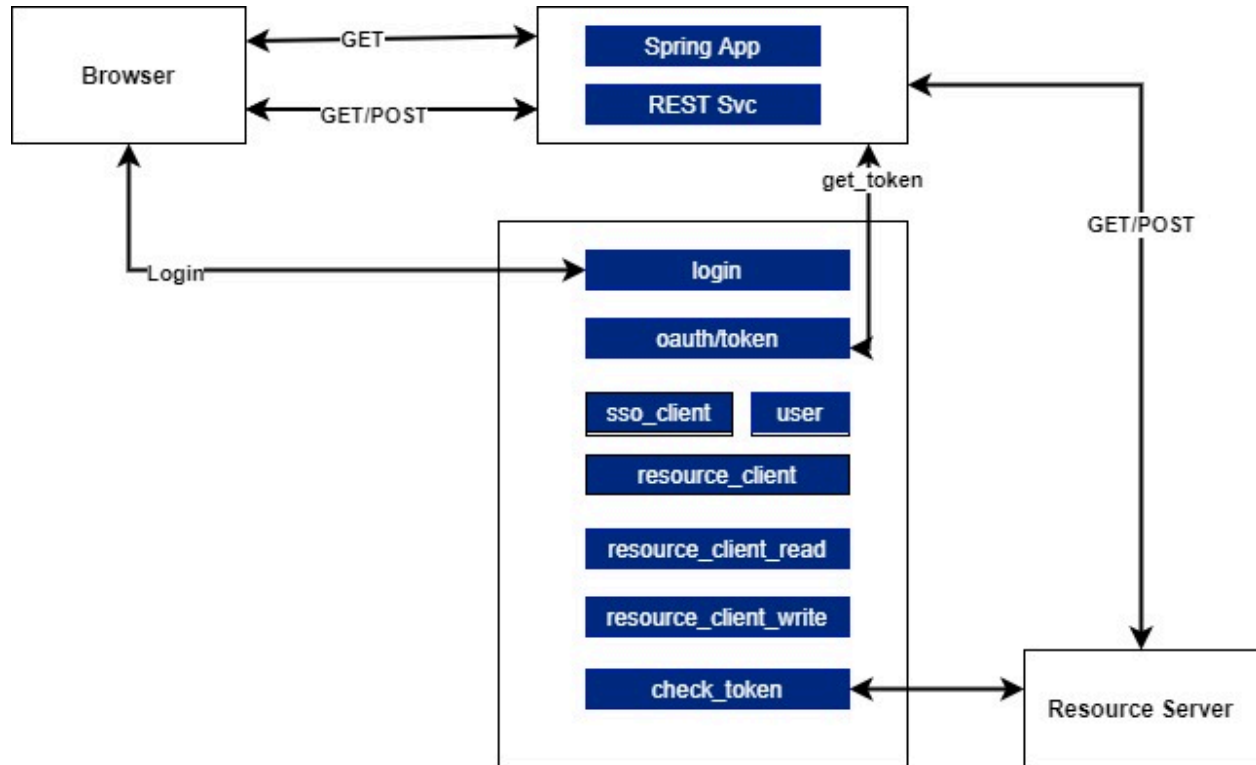 Browser
GET
GET/POST
Spring App
REST Svc
get_token
GET/POST
Login
login
oauth/token
sso_client
user
resource_client
resource_client_read
resource_client_write
check_token
Resource Server